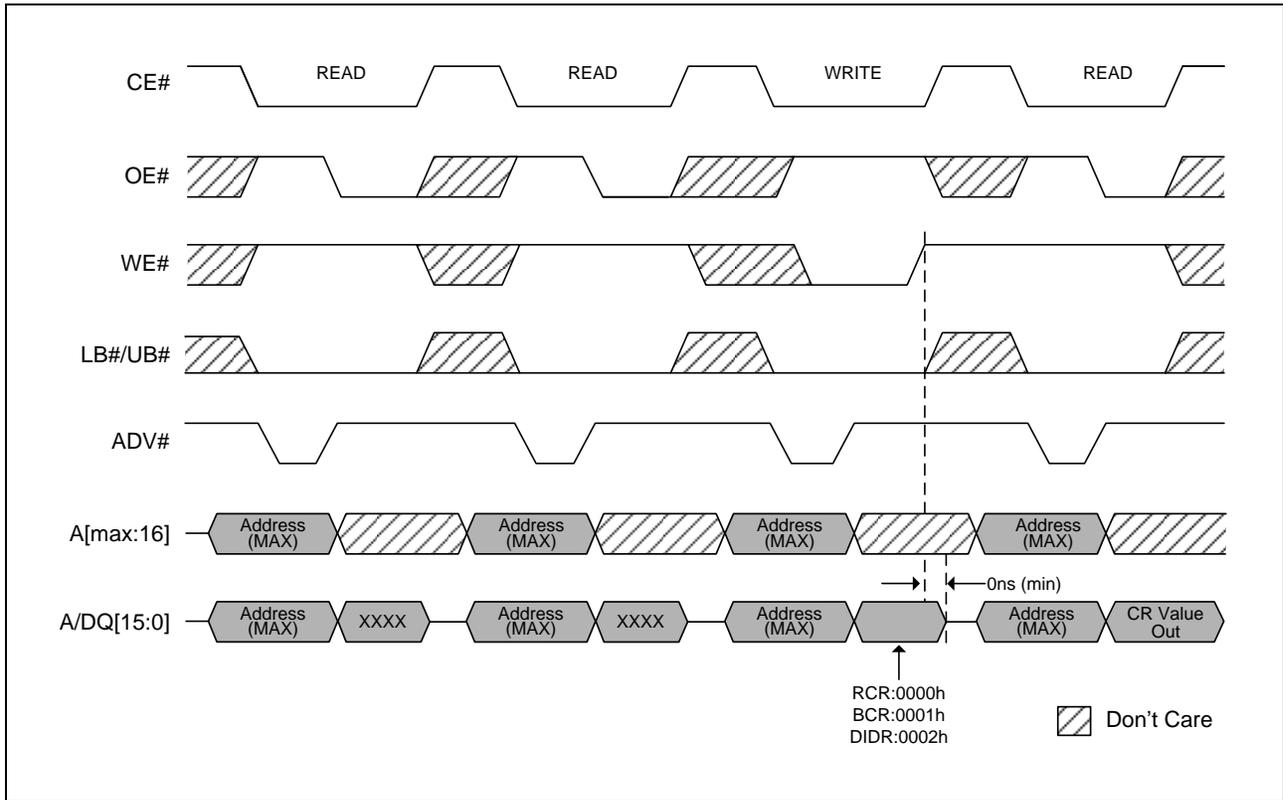 CE#
READ
READ
WRITE
READ
OE#
WE#
LB#/UB#
ADV#
A[max:16]
Address
(MAX)
Address
(MAX)
Address
(MAX)
Address
(MAX)
0ns (min)
A/DQ[15:0]
Address
(MAX)
XXXX
Address
(MAX)
XXXX
Address
(MAX)
Address
(MAX)
CR Value
Out
RCR:0000h
BCR:0001h
DIDR:0002h
Don't Care